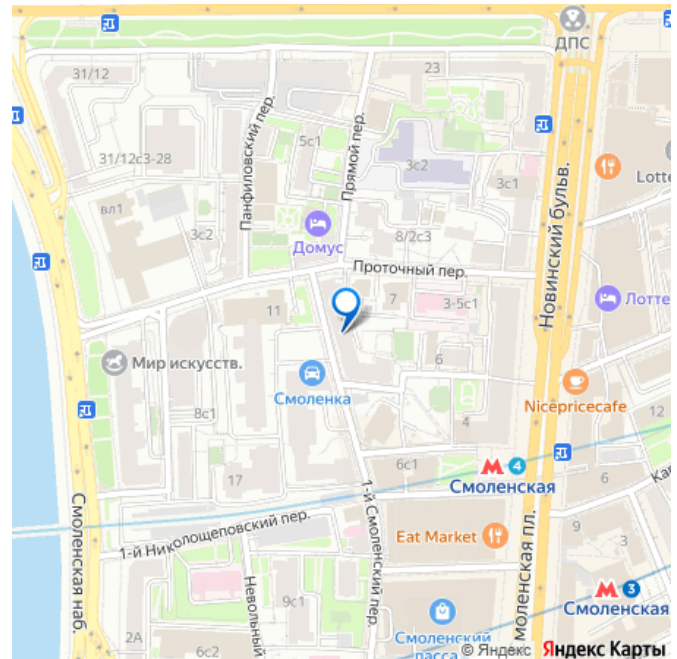 ДПС
31/12
23
Панфиловский пер.
Прямой пер.
5с1
31/12с3-28
3с2
3с1
Lotte
вл1
3с2
Домус
8/2с3
Новинский бульв.
Проточный пер.
7
3-5с1
Лотте
11
6
Мир искусств.
Смоленка
Nicepricecafe
8с1
4
12
17
6с1
М 4
Смоленская
6
1-й Смоленский пер.
Смоленская наб.
1-й Николощеповский пер.
Eat Market
моленская пл.
9
3
Невольный
9с1
М 3
Смоленская
2А
6с2
Смоленский
пасса
© Яндекс Яндекс Карты